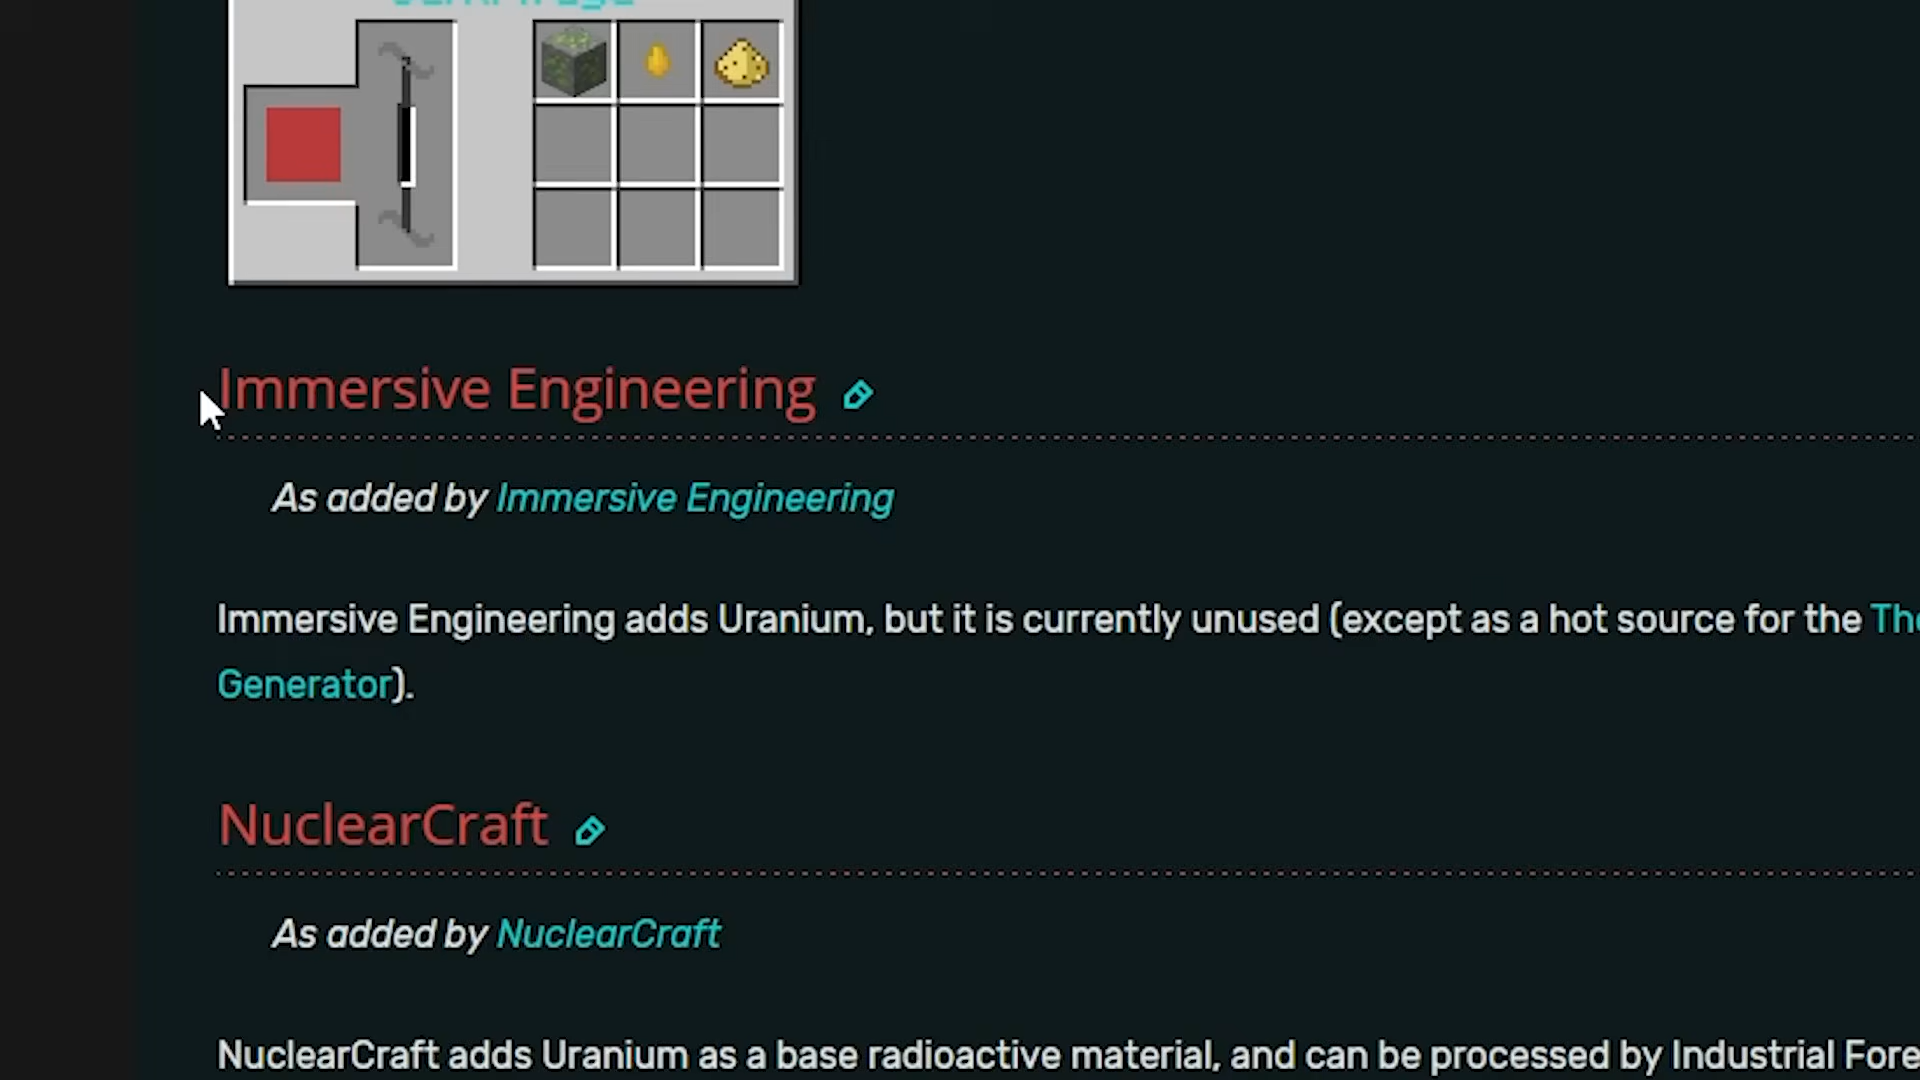 Immersive Engineering
As added by Immersive Engineering
Immersive Engineering adds Uranium, but it is currently unused (except as a hot source for the
Generator).
NuclearCraft
As added by NuclearCraft
NuclearCraft adds Uranium as a base radioactive material, and can be processed by Industrial